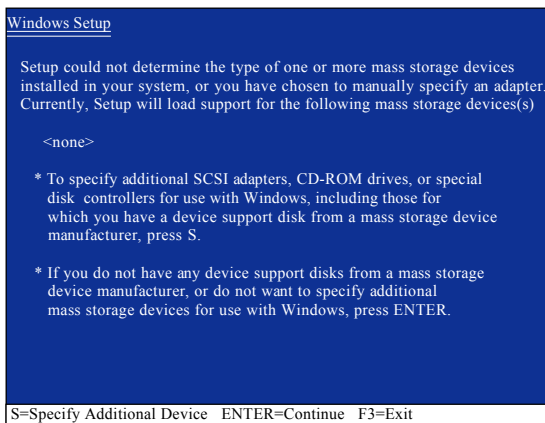 Windows Setup
Setup could not determine the type of one or more mass storage devices
installed in your system, or you have chosen to manually specify an adapter.
Currently, Setup will load support for the following mass storage devices(s)
<none>
* To specify additional SCSI adapters, CD-ROM drives, or special
disk controllers for use with Windows, including those for
which you have a device support disk from a mass storage device
manufacturer, press S.
* If you do not have any device support disks from a mass storage
device manufacturer, or do not want to specify additional
mass storage devices for use with Windows, press ENTER.
S=Specify Additional Device ENTER=Continue F3=Exit